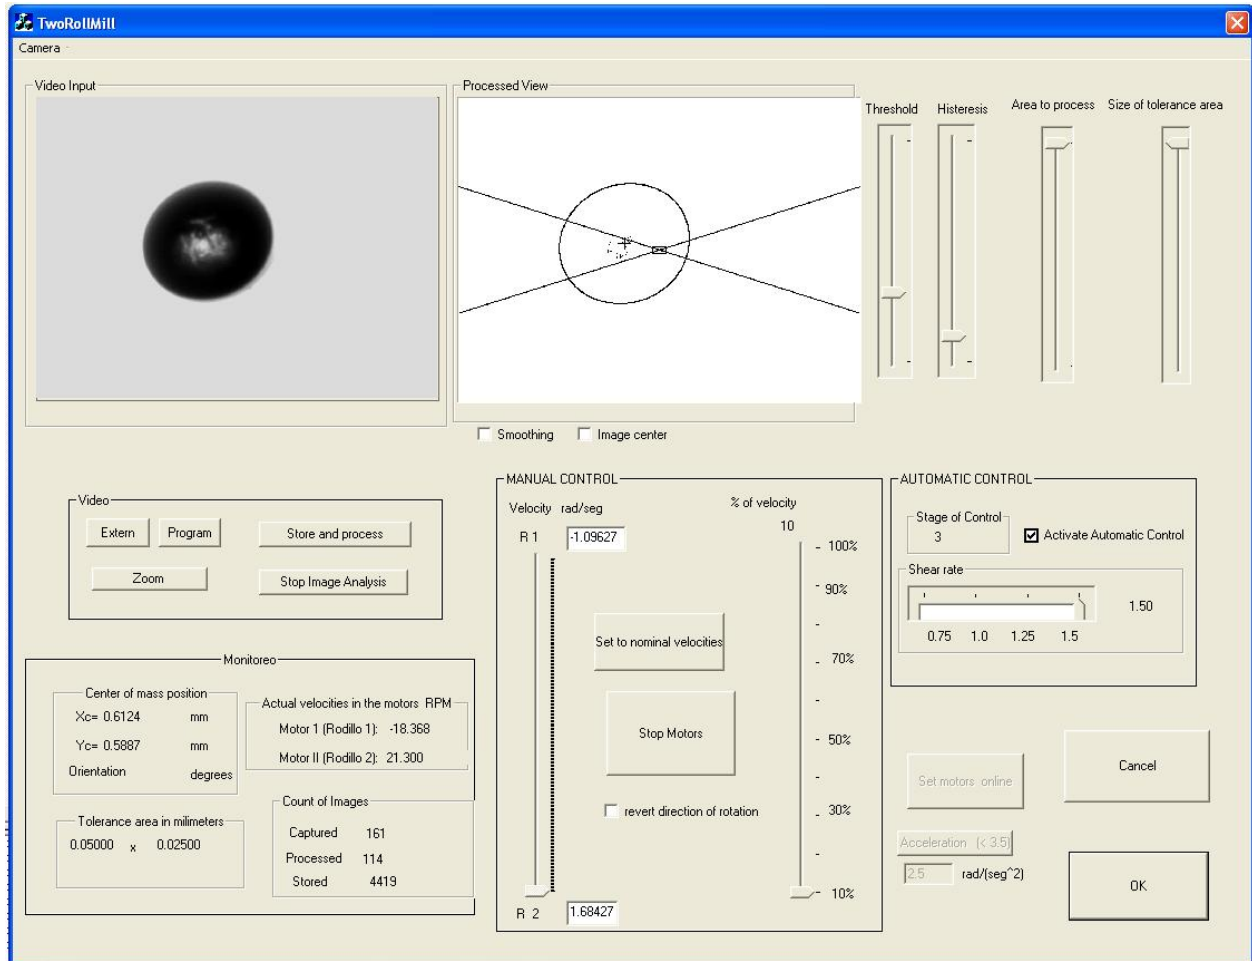 TwoRollMill
Camera
Video Input
Processed View
Threshold
Histeresis
Area to process
Size of tolerance area
Smoothing
Image center
Video
Extern
Program
Store and process
Zoom
Stop Image Analysis
Monitoreo
Center of mass position
Xc= 0.6124 mm
Yc= 0.5887 mm
Orientation degrees
Actual velocities in the motors RPM
Motor 1 (Rodillo 1): -18.368
Motor II (Rodillo 2): 21.300
Tolerance area in milimeters
0.05000 x 0.02500
Count of Images
Captured 161
Processed 114
Stored 4419
MANUAL CONTROL
Velocity rad/seg
R 1 -1.09627
% of velocity
10
100%
90%
70%
50%
30%
10%
Set to nominal velocities
Stop Motors
revert direction of rotation
R 2 1.68427
AUTOMATIC CONTROL
Stage of Control
3
Activate Automatic Control
Shear rate
1.50
0.75 1.0 1.25 1.5
Set motors online
Cancel
Acceleration (< 3.5)
2.5 rad/(seg^2)
OK